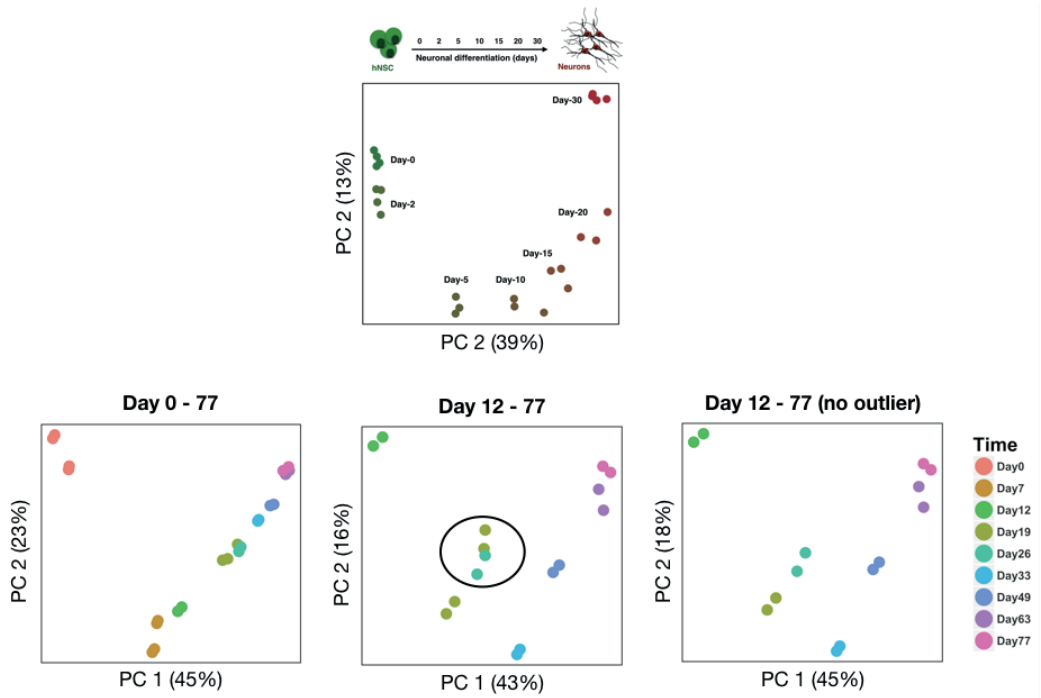 0 2 5 10 15 20 30
Neuronal differentiation (days)
hNSC
Neurons
Day-30
Day-0
Day-2
Day-20
Day-15
Day-5
Day-10
PC 2 (13%)
PC 2 (39%)
Day 0 - 77
PC 2 (23%)
PC 1 (45%)
Day 12 - 77
PC 2 (16%)
PC 1 (43%)
Day 12 - 77 (no outlier)
PC 2 (18%)
PC 1 (45%)
Time
Day0
Day7
Day12
Day19
Day26
Day33
Day49
Day63
Day77